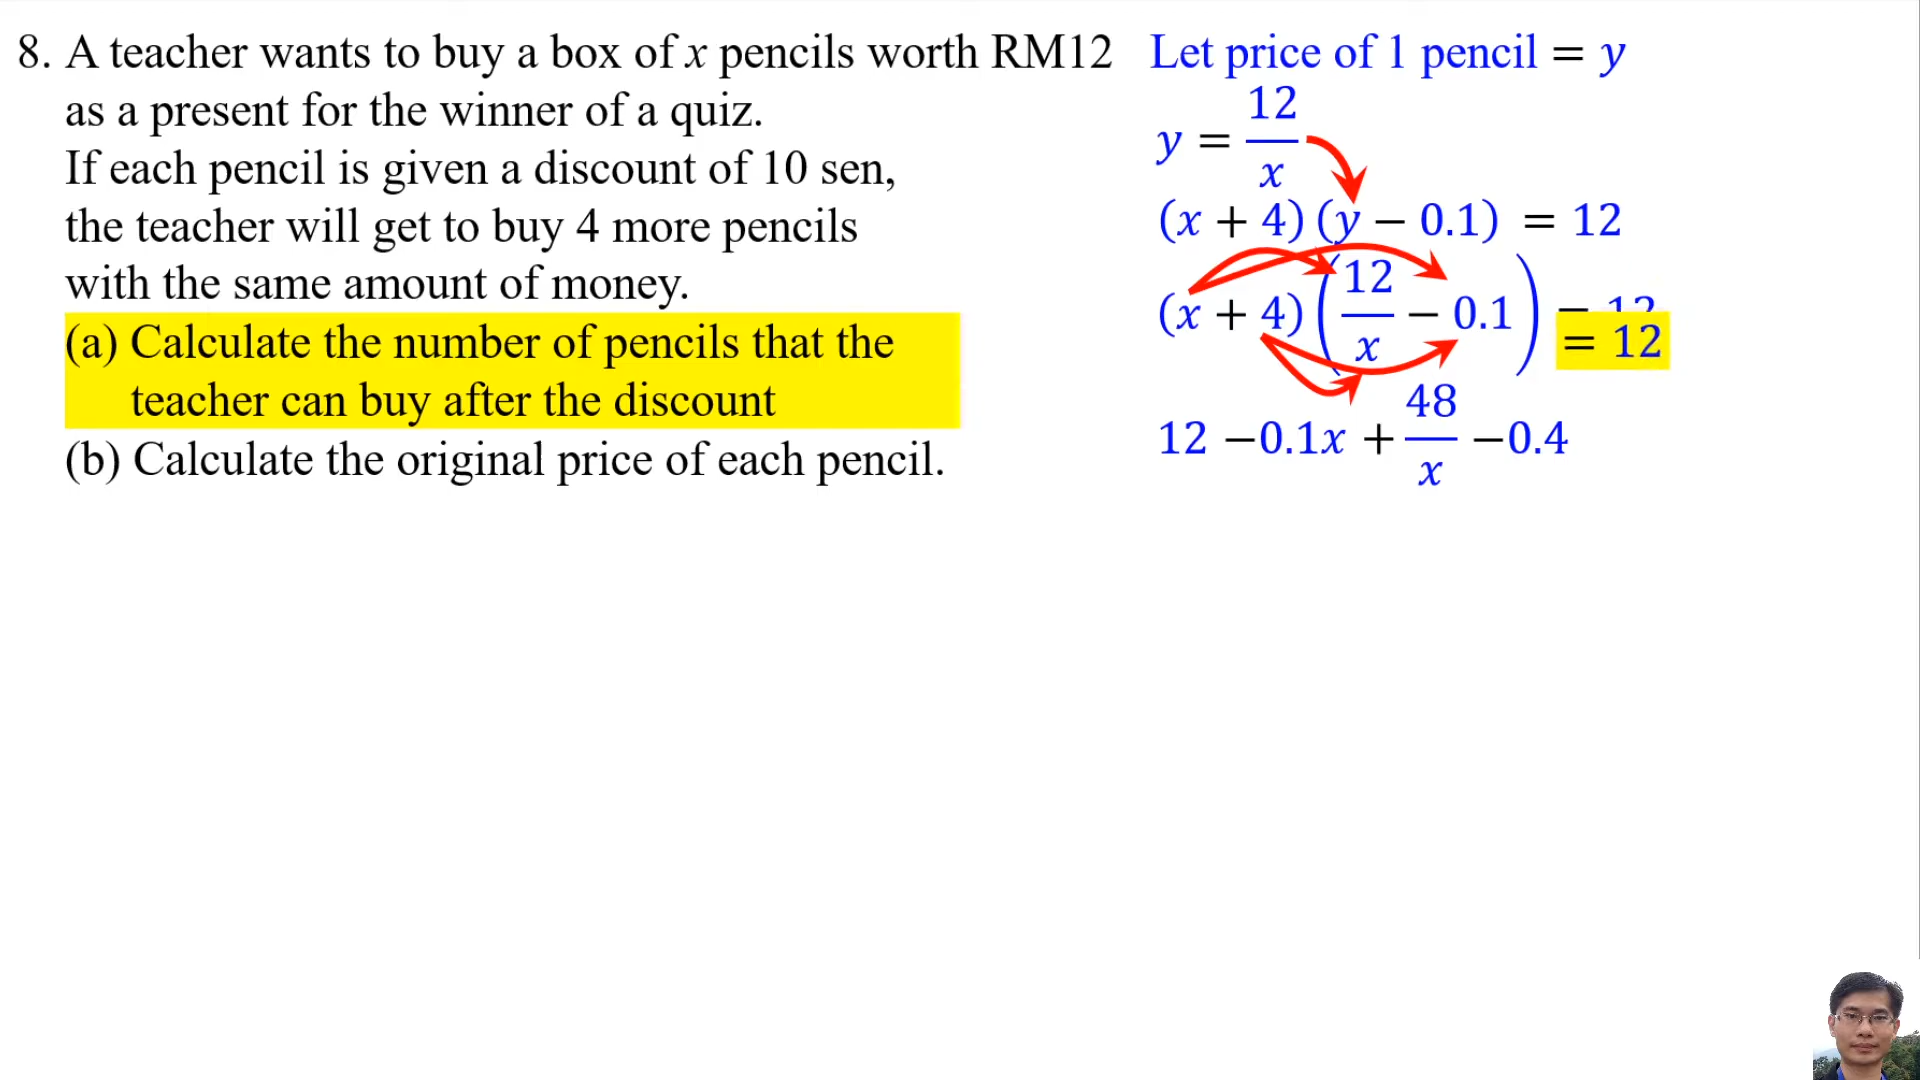 8. A teacher wants to buy a box of x pencils worth RM12
as a present for the winner of a quiz.
If each pencil is given a discount of 10 sen,
the teacher will get to buy 4 more pencils
with the same amount of money.
(a) Calculate the number of pencils that the
teacher can buy after the discount
(b) Calculate the original price of each pencil.
Let price of 1 pencil = y
y = 12/x
(x + 4)(y − 0.1) = 12
(x + 4)(12/x − 0.1) = 12
= 12
12 −0.1x + 48/x −0.4